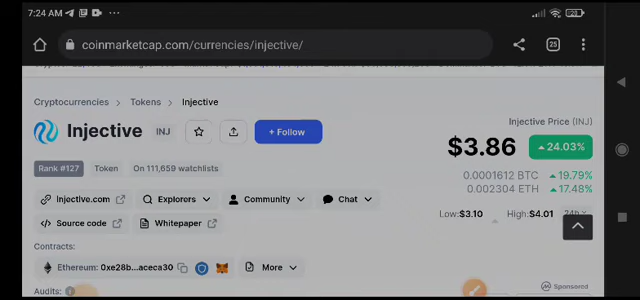 7:24 AM
coinmarketcap.com/currencies/injective/
25
Cryptocurrencies > Tokens > Injective
Injective INJ + Follow
Injective Price (INJ)
$3.86 24.03%
Rank #127 Token On 111,659 watchlists
0.0001612 BTC 19.79%
0.002304 ETH 17.48%
Injective.com Explorers Community Chat
Low:$3.10 High:$4.01 24h
Source code Whitepaper
Contracts:
Ethereum: 0xe28b...aceca30 More
Audits:
Sponsored